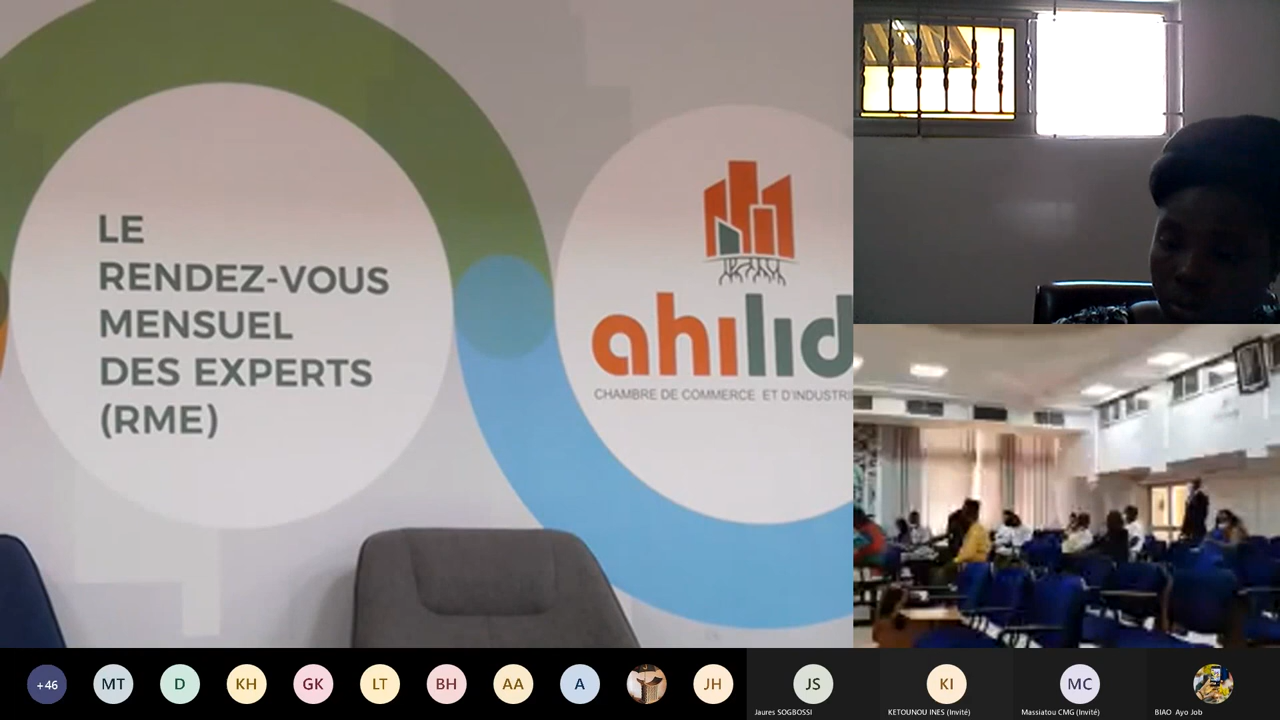 LE
RENDEZ-VOUS
MENSUEL
DES EXPERTS
(RME)
ahilid
CHAMBRE DE COMMERCE ET D'INDUSTRI
+46
MT
D
KH
GK
LT
BH
AA
A
JH
JS
KI
MC
Jaures SOGBOSSI
KETOUNOU INES (Invité)
Massiatou CMG (Invité)
BIAO Ayo Job